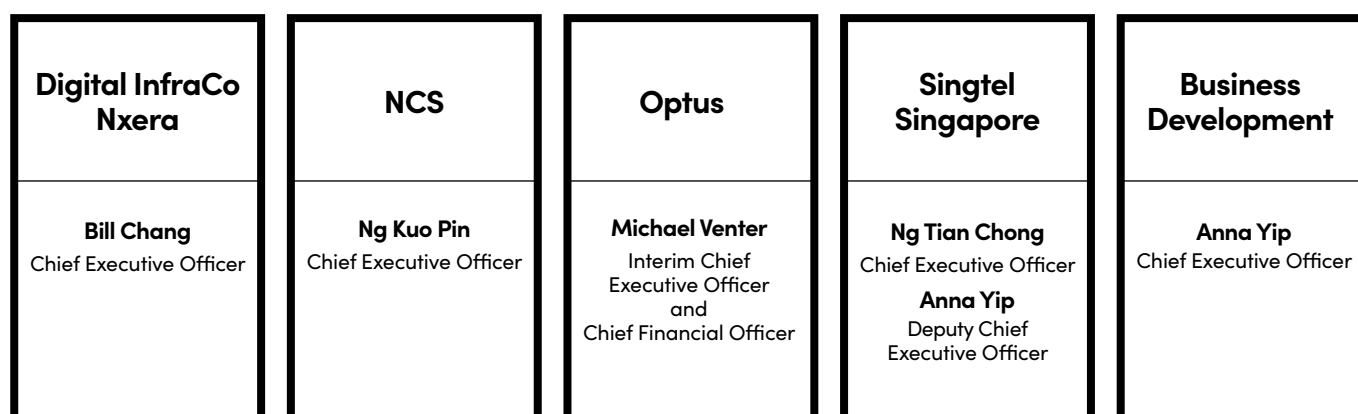 Digital InfraCo
Nxera
Bill Chang
Chief Executive Officer
NCS
Ng Kuo Pin
Chief Executive Officer
Optus
Michael Venter
Interim Chief
Executive Officer
and
Chief Financial Officer
Singtel
Singapore
Ng Tian Chong
Chief Executive Officer
Anna Yip
Deputy Chief
Executive Officer
Business
Development
Anna Yip
Chief Executive Officer